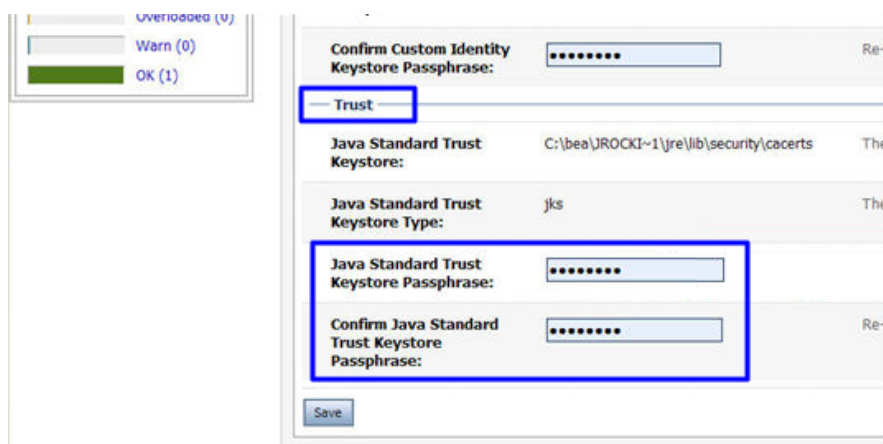 Overloaded (0)
Warn (0)
OK (1)
Confirm Custom Identity
Keystore Passphrase:
••••••••
Re-
Trust
Java Standard Trust
Keystore:
C:\bea\JROCKI~1\jre\lib\security\cacerts
The
Java Standard Trust
Keystore Type:
jks
The
Java Standard Trust
Keystore Passphrase:
••••••••
Confirm Java Standard
Trust Keystore
Passphrase:
••••••••
Re-
Save